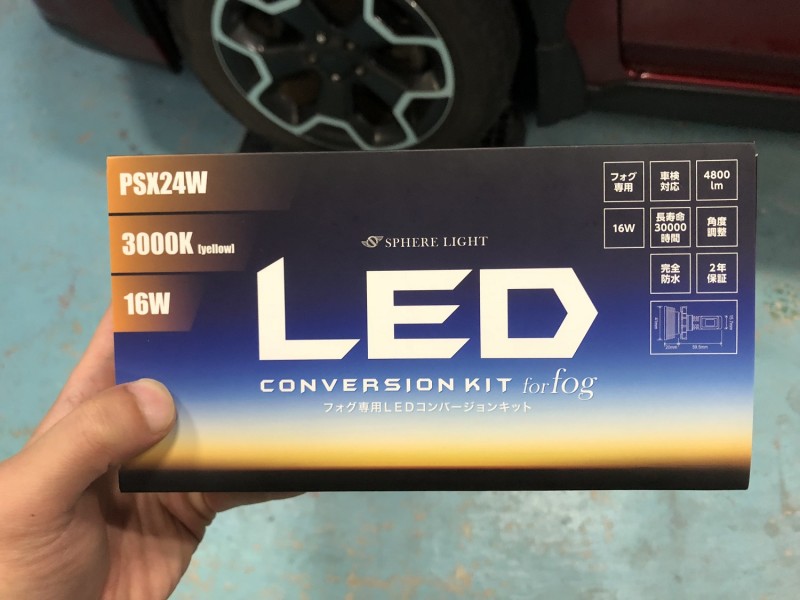 PSX24W
3000K [yellow]
16W
SPHERE LIGHT
LED
CONVERSION KIT for fog
フォグ専用LEDコンバージョンキット
フォグ
専用
車検
対応
4800
lm
16W
長寿命
30000
時間
角度
調整
完全
防水
2年
保証